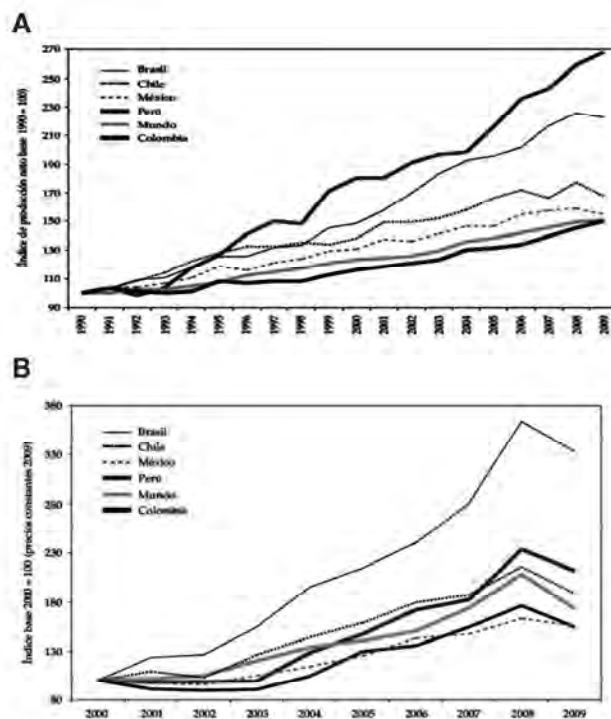 A
270
250
230
210
190
170
150
130
110
90
Índice de producción neto base 1990 = 100)
Brasil
Chile
México
Perú
Mundo
Colombia
1990 1991 1992 1993 1994 1995 1996 1997 1998 1999 2000 2001 2002 2003 2004 2005 2006 2007 2008 2009
B
380
330
280
230
180
130
80
Índice base 2000 = 100 (precios constantes 2009)
Brasil
Chile
México
Perú
Mundo
Colombia
2000 2001 2002 2003 2004 2005 2006 2007 2008 2009